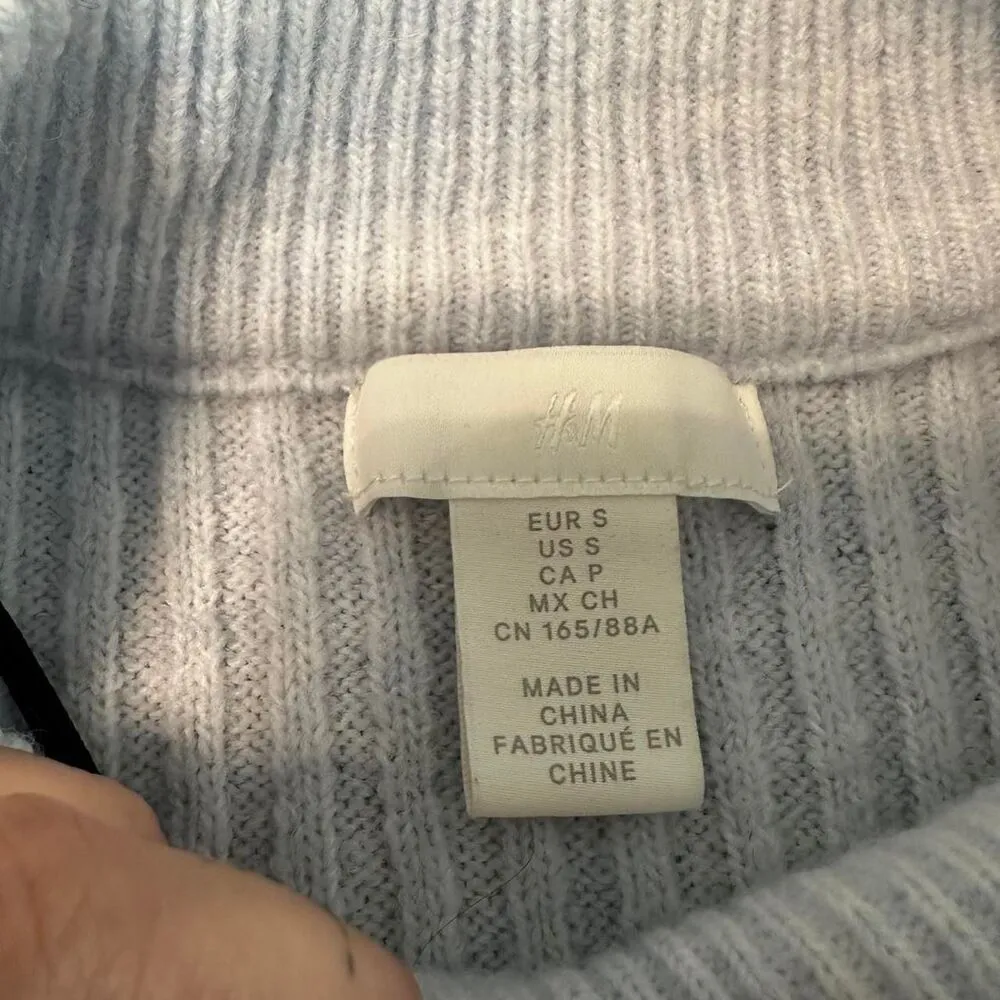 H&M
EUR S
US S
CA P
MX CH
CN 165/88A
MADE IN
CHINA
FABRIQUÉ EN
CHINE